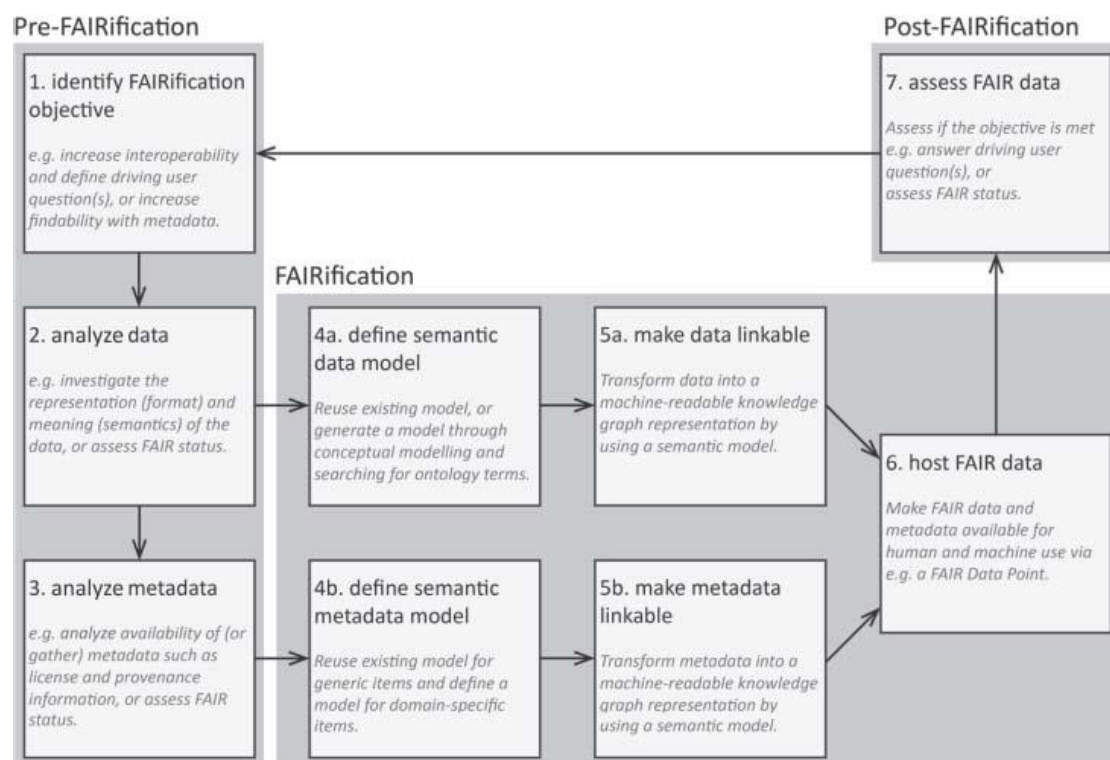 Pre-FAIRification
1. identify FAIRification
objective
e.g. increase interoperability
and define driving user
question(s), or increase
findability with metadata.
2. analyze data
e.g. investigate the
representation (format) and
meaning (semantics) of the
data, or assess FAIR status.
3. analyze metadata
e.g. analyze availability of (or
gather) metadata such as
license and provenance
information, or assess FAIR
status.
FAIRification
4a. define semantic
data model
Reuse existing model, or
generate a model through
conceptual modelling and
searching for ontology terms.
5a. make data linkable
Transform data into a
machine-readable knowledge
graph representation by
using a semantic model.
4b. define semantic
metadata model
Reuse existing model for
generic items and define a
model for domain-specific
items.
5b. make metadata
linkable
Transform metadata into a
machine-readable knowledge
graph representation by
using a semantic model.
6. host FAIR data
Make FAIR data and
metadata available for
human and machine use via
e.g. a FAIR Data Point.
Post-FAIRification
7. assess FAIR data
Assess if the objective is met
e.g. answer driving user
question(s), or
assess FAIR status.